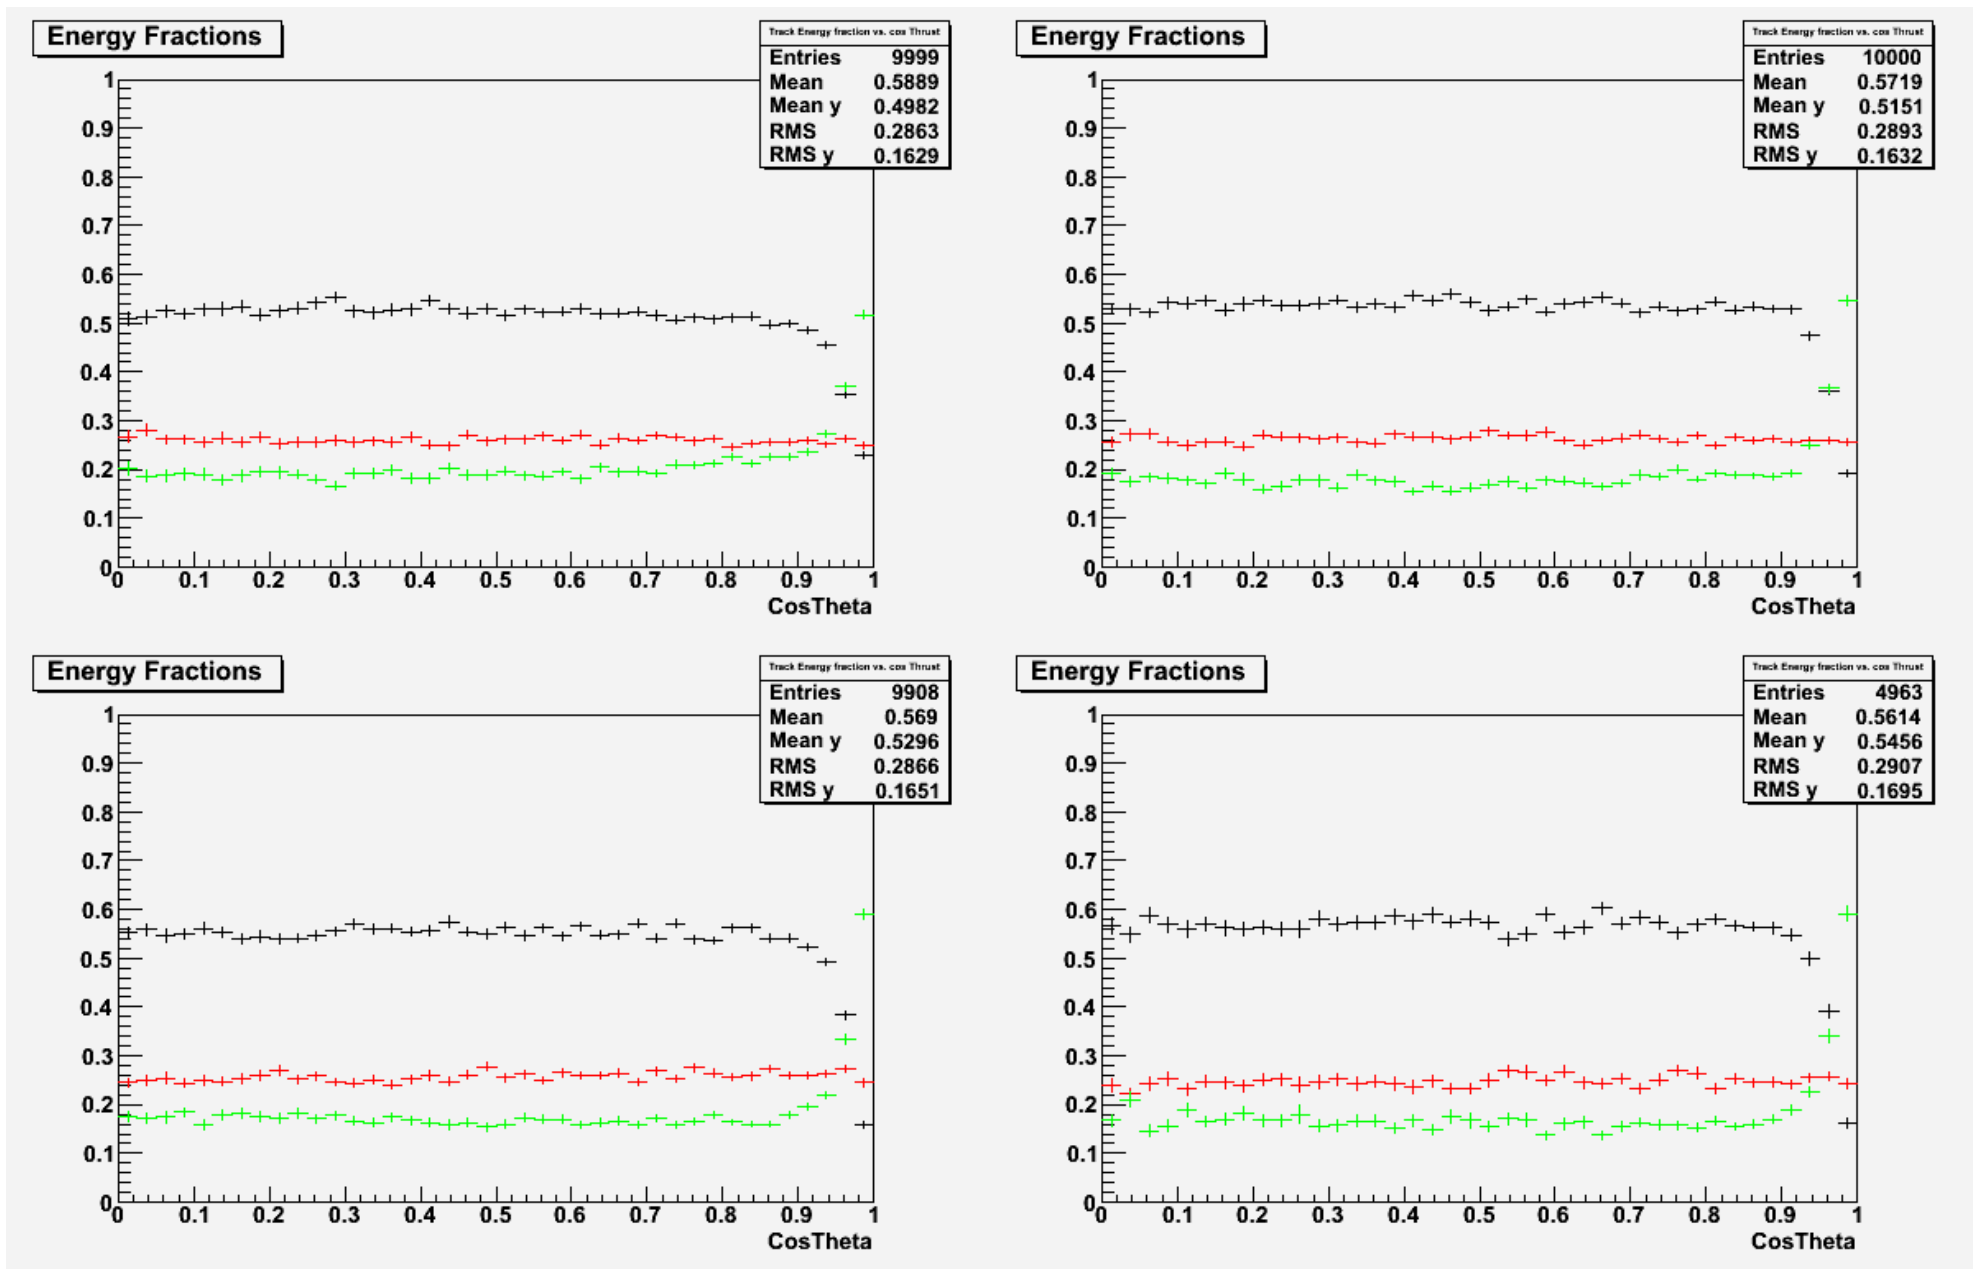 Energy Fractions
Track Energy fraction vs. cos Thrust
Entries 9999
Mean 0.5889
Mean y 0.4982
RMS 0.2863
RMS y 0.1629
1
0.9
0.8
0.7
0.6
0.5
0.4
0.3
0.2
0.1
0
0 0.1 0.2 0.3 0.4 0.5 0.6 0.7 0.8 0.9 1
CosTheta
Energy Fractions
Track Energy fraction vs. cos Thrust
Entries 10000
Mean 0.5719
Mean y 0.5151
RMS 0.2893
RMS y 0.1632
1
0.9
0.8
0.7
0.6
0.5
0.4
0.3
0.2
0.1
0
0 0.1 0.2 0.3 0.4 0.5 0.6 0.7 0.8 0.9 1
CosTheta
Energy Fractions
Track Energy fraction vs. cos Thrust
Entries 9908
Mean 0.569
Mean y 0.5296
RMS 0.2866
RMS y 0.1651
1
0.9
0.8
0.7
0.6
0.5
0.4
0.3
0.2
0.1
0
0 0.1 0.2 0.3 0.4 0.5 0.6 0.7 0.8 0.9 1
CosTheta
Energy Fractions
Track Energy fraction vs. cos Thrust
Entries 4963
Mean 0.5614
Mean y 0.5456
RMS 0.2907
RMS y 0.1695
1
0.9
0.8
0.7
0.6
0.5
0.4
0.3
0.2
0.1
0
0 0.1 0.2 0.3 0.4 0.5 0.6 0.7 0.8 0.9 1
CosTheta